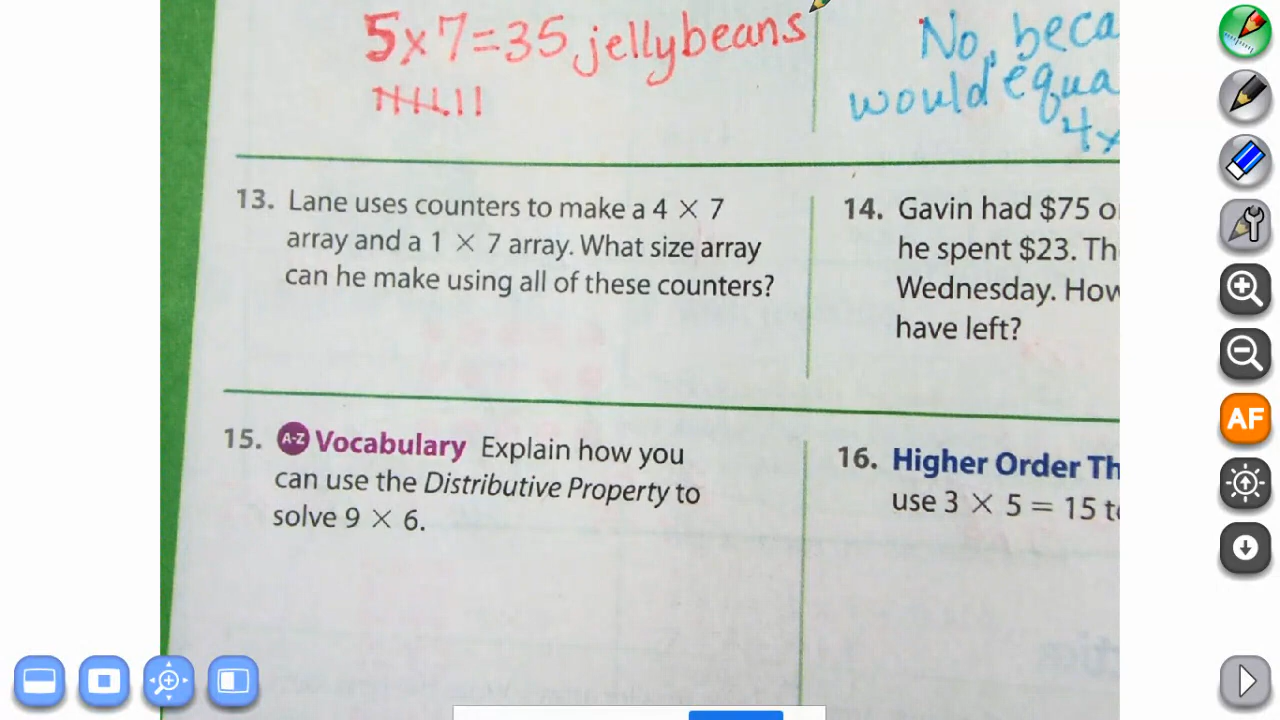 5×7=35 jellybeans
No, beca
would equa
4×
13. Lane uses counters to make a 4 × 7
array and a 1 × 7 array. What size array
can he make using all of these counters?
14. Gavin had $75 o
he spent $23. Th
Wednesday. How
have left?
15. A-Z Vocabulary Explain how you
can use the Distributive Property to
solve 9 × 6.
16. Higher Order Th
use 3 × 5 = 15 t
AF